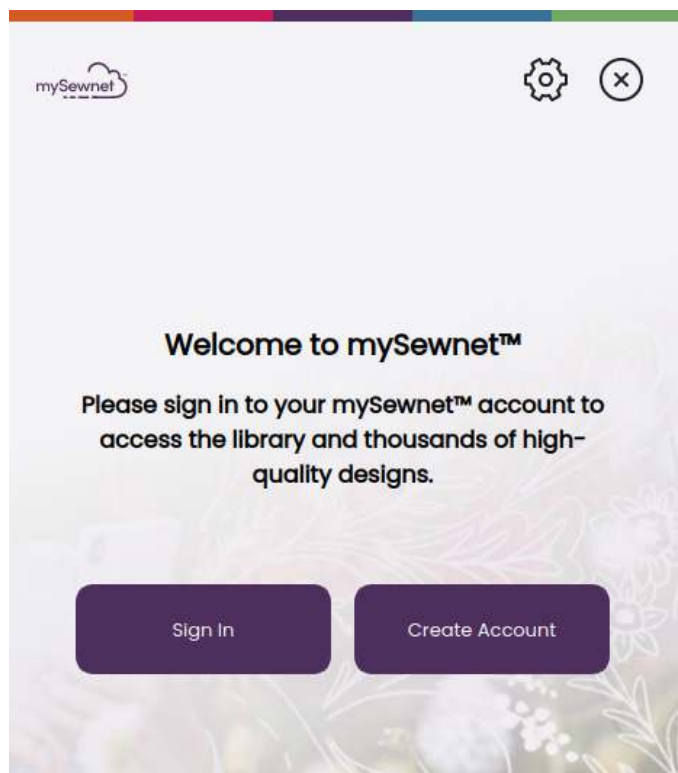 mySewnet™
Welcome to mySewnet™
Please sign in to your mySewnet™ account to
access the library and thousands of high-
quality designs.
Sign In
Create Account